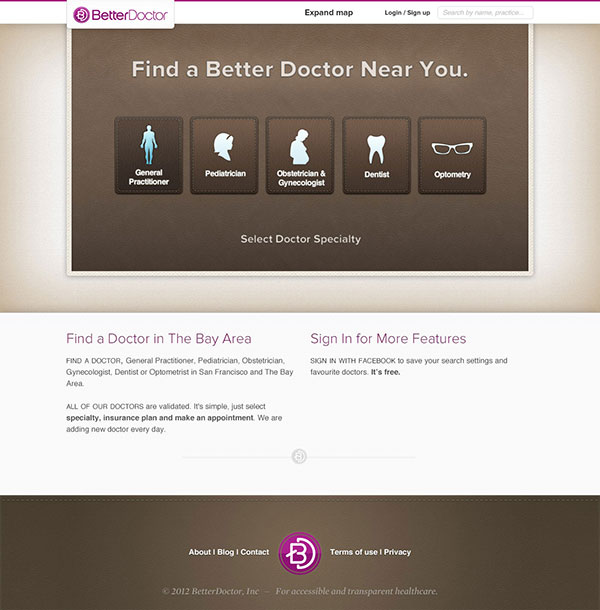 BetterDoctor
Expand map
Login / Sign up
Search by name, practice...
Find a Better Doctor Near You.
General
Practitioner
Pediatrician
Obstetrician &
Gynecologist
Dentist
Optometry
Select Doctor Specialty
Find a Doctor in The Bay Area
FIND A DOCTOR, General Practitioner, Pediatrician, Obstetrician,
Gynecologist, Dentist or Optometrist in San Francisco and The Bay
Area.
ALL OF OUR DOCTORS are validated. It's simple, just select
specialty, insurance plan and make an appointment. We are
adding new doctor every day.
Sign In for More Features
SIGN IN WITH FACEBOOK to save your search settings and
favourite doctors. It's free.
About | Blog | Contact
Terms of use | Privacy
© 2012 BetterDoctor, Inc – For accessible and transparent healthcare.